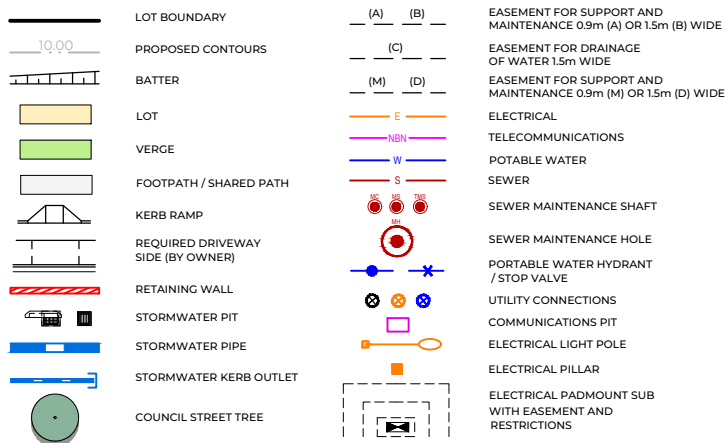 LOT BOUNDARY
10.00
PROPOSED CONTOURS
BATTER
LOT
VERGE
FOOTPATH / SHARED PATH
KERB RAMP
REQUIRED DRIVEWAY
SIDE (BY OWNER)
RETAINING WALL
STORMWATER PIT
STORMWATER PIPE
STORMWATER KERB OUTLET
COUNCIL STREET TREE
(A) (B)
EASEMENT FOR SUPPORT AND
MAINTENANCE 0.9m (A) OR 1.5m (B) WIDE
(C)
EASEMENT FOR DRAINAGE
OF WATER 1.5m WIDE
(M) (D)
EASEMENT FOR SUPPORT AND
MAINTENANCE 0.9m (M) OR 1.5m (D) WIDE
E
ELECTRICAL
NBN
TELECOMMUNICATIONS
W
POTABLE WATER
S
SEWER
MC MS TMS
SEWER MAINTENANCE SHAFT
MH
SEWER MAINTENANCE HOLE
PORTABLE WATER HYDRANT
/ STOP VALVE
UTILITY CONNECTIONS
COMMUNICATIONS PIT
ELECTRICAL LIGHT POLE
ELECTRICAL PILLAR
ELECTRICAL PADMOUNT SUB
WITH EASEMENT AND
RESTRICTIONS